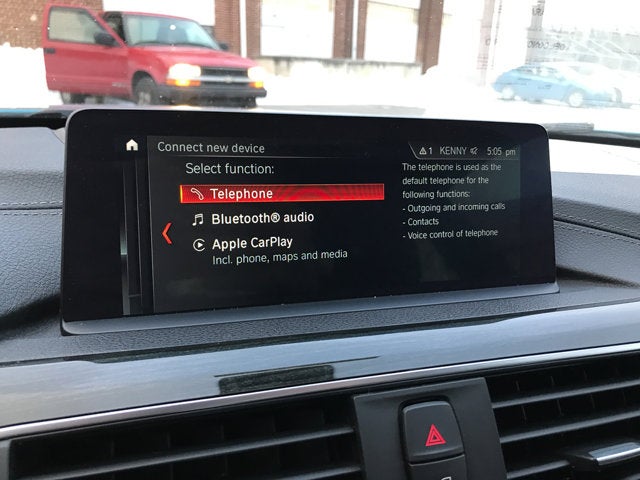 Connect new device
1 KENNY 5:05 pm
Select function:
Telephone
Bluetooth® audio
Apple CarPlay
Incl. phone, maps and media
The telephone is used as the
default telephone for the
following functions:
- Outgoing and incoming calls
- Contacts
- Voice control of telephone